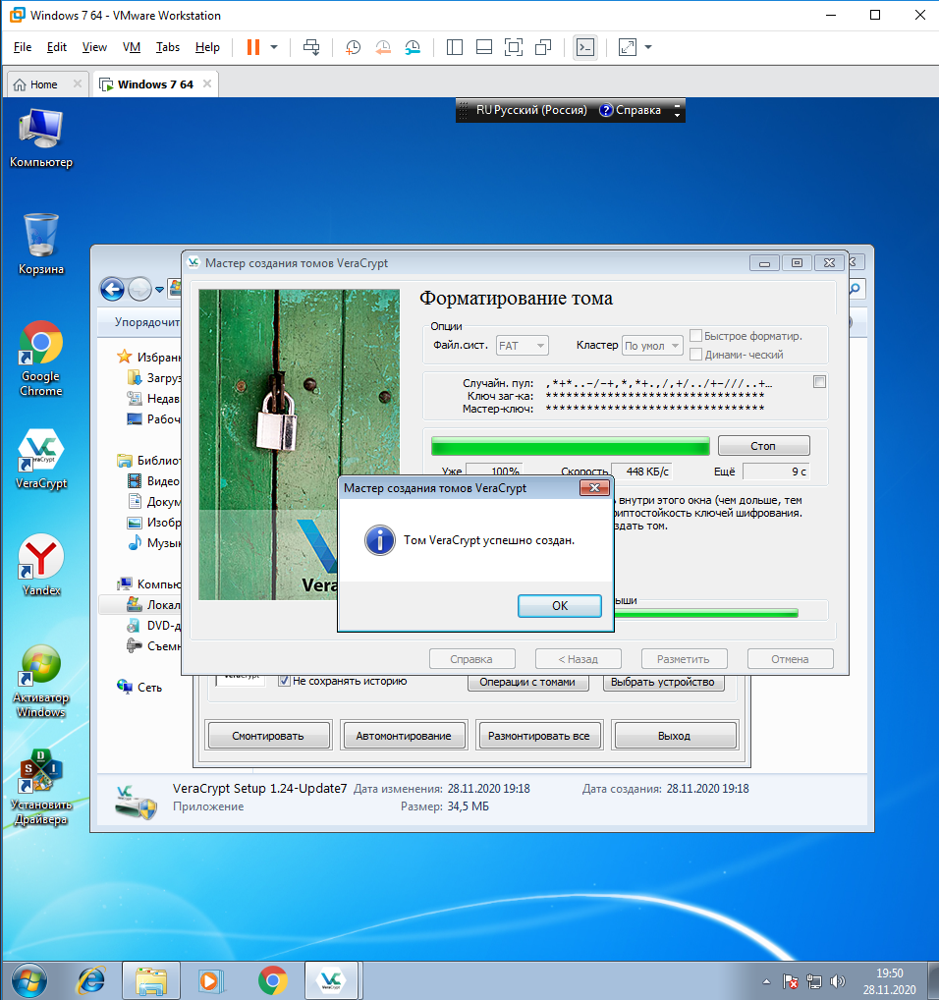 Windows 7 64 - VMware Workstation
File Edit View VM Tabs Help
Home
Windows 7 64
RU Русский (Россия) Справка
Компьютер
Корзина
Google
Chrome
VeraCrypt
Yandex
Активатор
Windows
Установить
Драйвера
Упорядочит
Избранн
Загруз
Недав
Рабоч
Библиот
Видео
Докум
Изобр
Музык
Компью
Локал
DVD-д
Съемн
Сеть
Мастер создания томов VeraCrypt
Форматирование тома
Опции
Файл.сист. FAT Кластер По умол
Быстрое форматир.
Динами- ческий
Случайн. пул: ,*+*..-/-+,*,*+.,/,+/../+-///..+…
Ключ заг-ка: ********************************
Мастер-ключ: ********************************
Стоп
Уже 100% Скорость 448 КБ/с Ещё 9 с
ь внутри этого окна (чем дольше, тем
риптостойкость ключей шифрования.
здать том.
ыши
Vera
Справка < Назад Разметить Отмена
Мастер создания томов VeraCrypt
Том VeraCrypt успешно создан.
OK
VeraCrypt Не сохранять историю Операции с томами Выбрать устройство
Смонтировать Автомонтирование Размонтировать все Выход
VeraCrypt Setup 1.24-Update7 Дата изменения: 28.11.2020 19:18 Дата создания: 28.11.2020 19:18
Приложение Размер: 34,5 МБ
VeraCrypt
19:50
28.11.2020